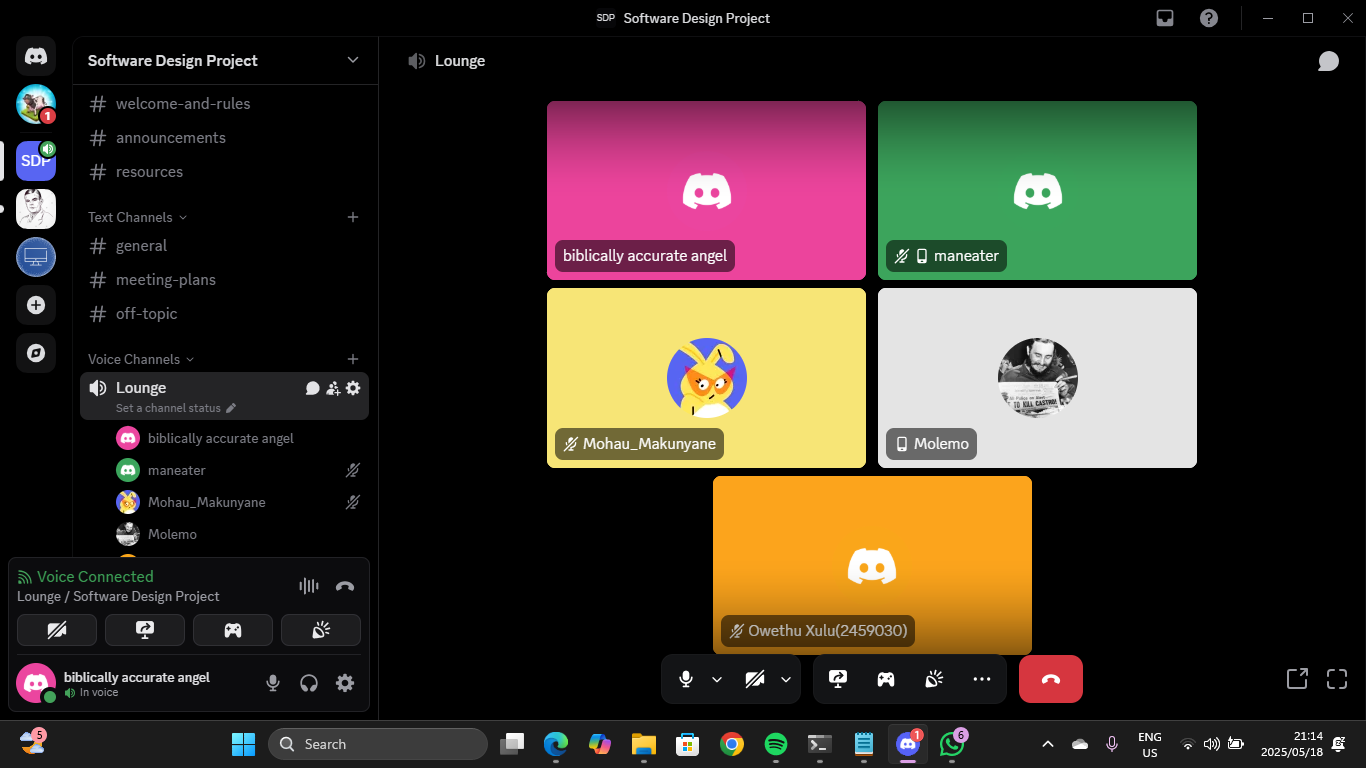 SDP Software Design Project
1
SDP
Software Design Project
welcome-and-rules
announcements
resources
Text Channels
general
meeting-plans
off-topic
Voice Channels
Lounge
Set a channel status
biblically accurate angel
maneater
Mohau_Makunyane
Molemo
Voice Connected
Lounge / Software Design Project
biblically accurate angel
In voice
Lounge
biblically accurate angel
maneater
Mohau_Makunyane
Molemo
TO KILL CASTRO!
Owethu Xulu(2459030)
5
Search
1
6
ENG
US
21:14
2025/05/18